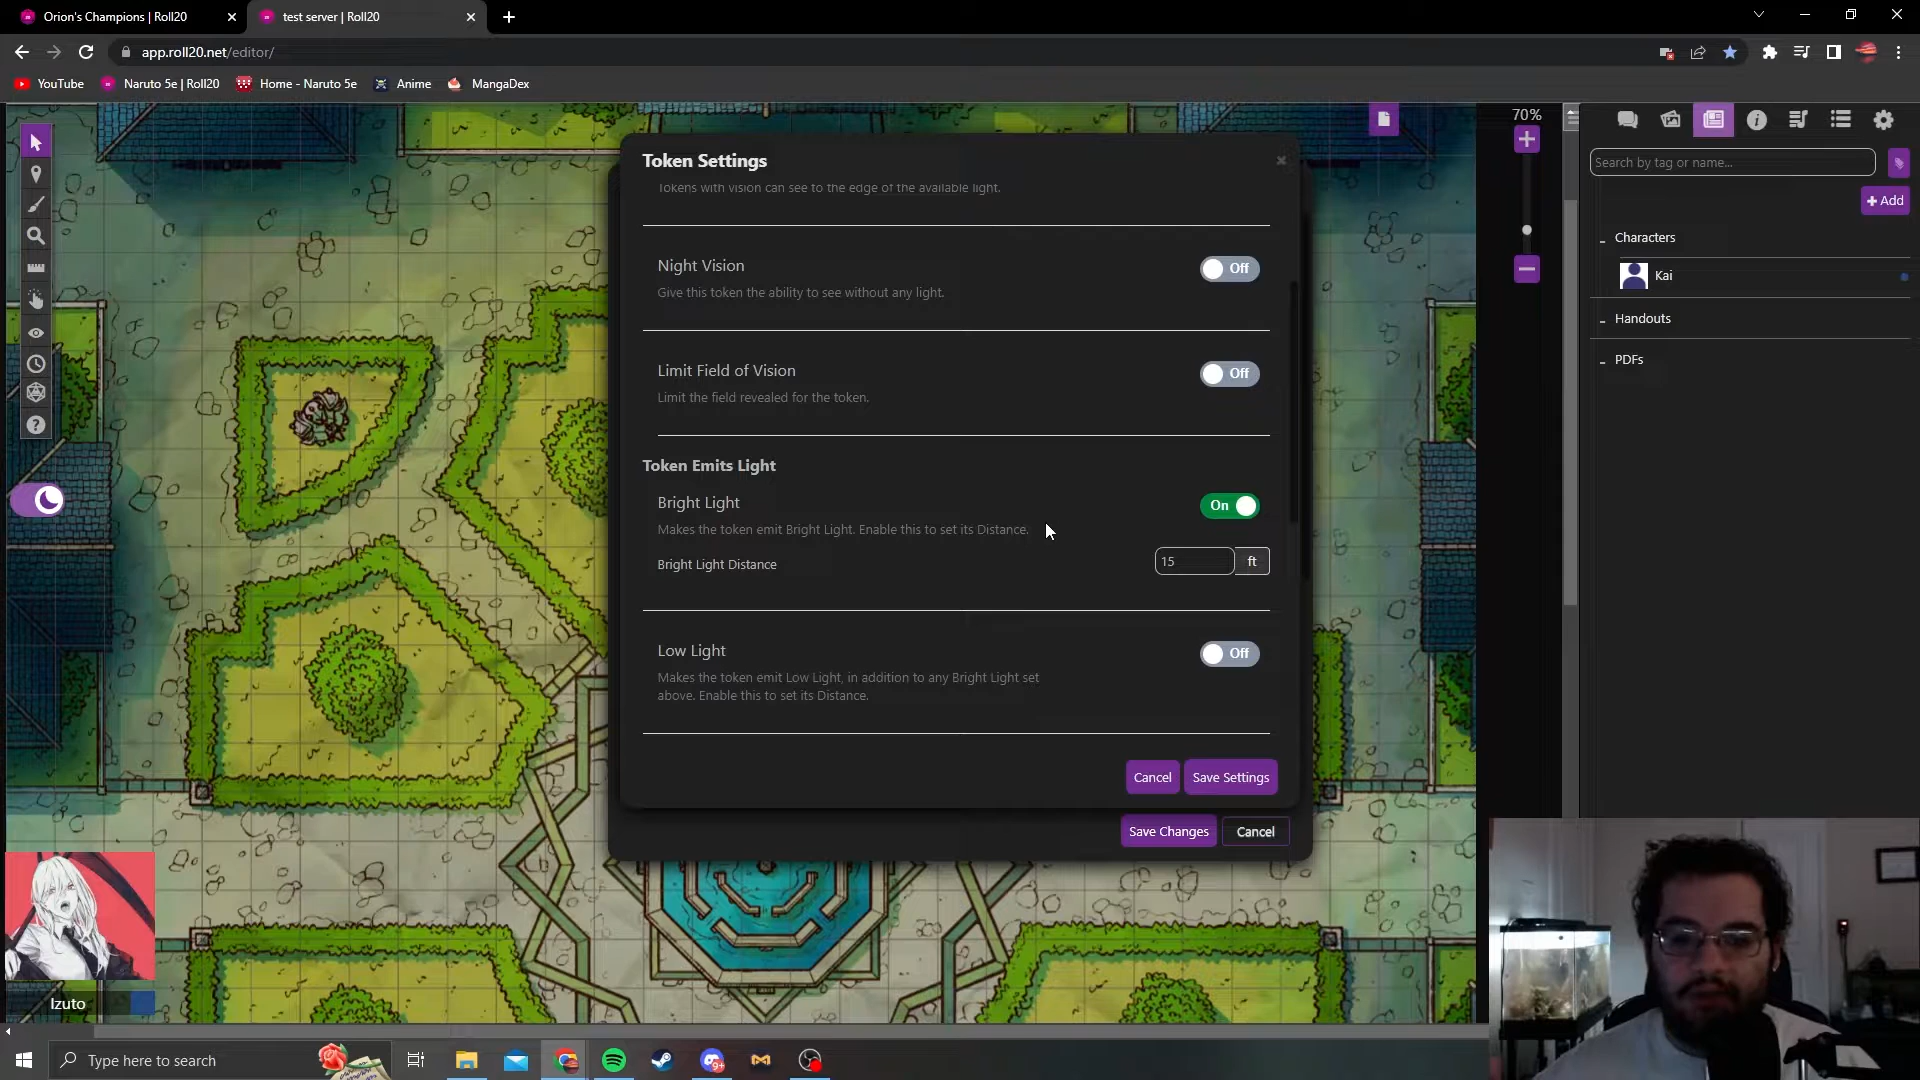 Orion's Champions | Roll20
test server | Roll20
app.roll20.net/editor/
YouTube
Naruto 5e | Roll20
Home - Naruto 5e
Anime
MangaDex
70%
Search by tag or name...
+ Add
Characters
Kai
Handouts
PDFs
Token Settings
Tokens with vision can see to the edge of the available light.
Night Vision
Off
Give this token the ability to see without any light.
Limit Field of Vision
Off
Limit the field revealed for the token.
Token Emits Light
Bright Light
On
Makes the token emit Bright Light. Enable this to set its Distance.
Bright Light Distance
15
ft
Low Light
Off
Makes the token emit Low Light, in addition to any Bright Light set
above. Enable this to set its Distance.
Cancel
Save Settings
Save Changes
Cancel
Izuto
Type here to search
9+